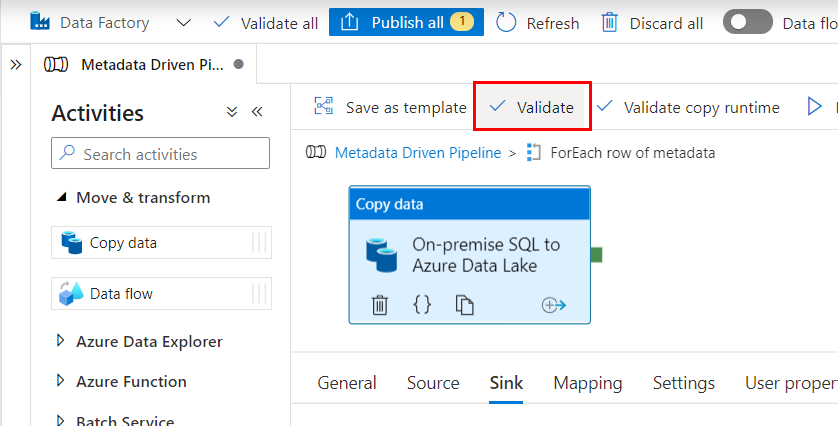 Data Factory Validate all Publish all 1 Refresh Discard all Data flo
» Metadata Driven Pi...
Activities
Save as template Validate Validate copy runtime
Search activities
Metadata Driven Pipeline > ForEach row of metadata
Move & transform
Copy data
Copy data
On-premise SQL to
Azure Data Lake
{}
Data flow
Azure Data Explorer
Azure Function
General Source Sink Mapping Settings User proper
Batch Service